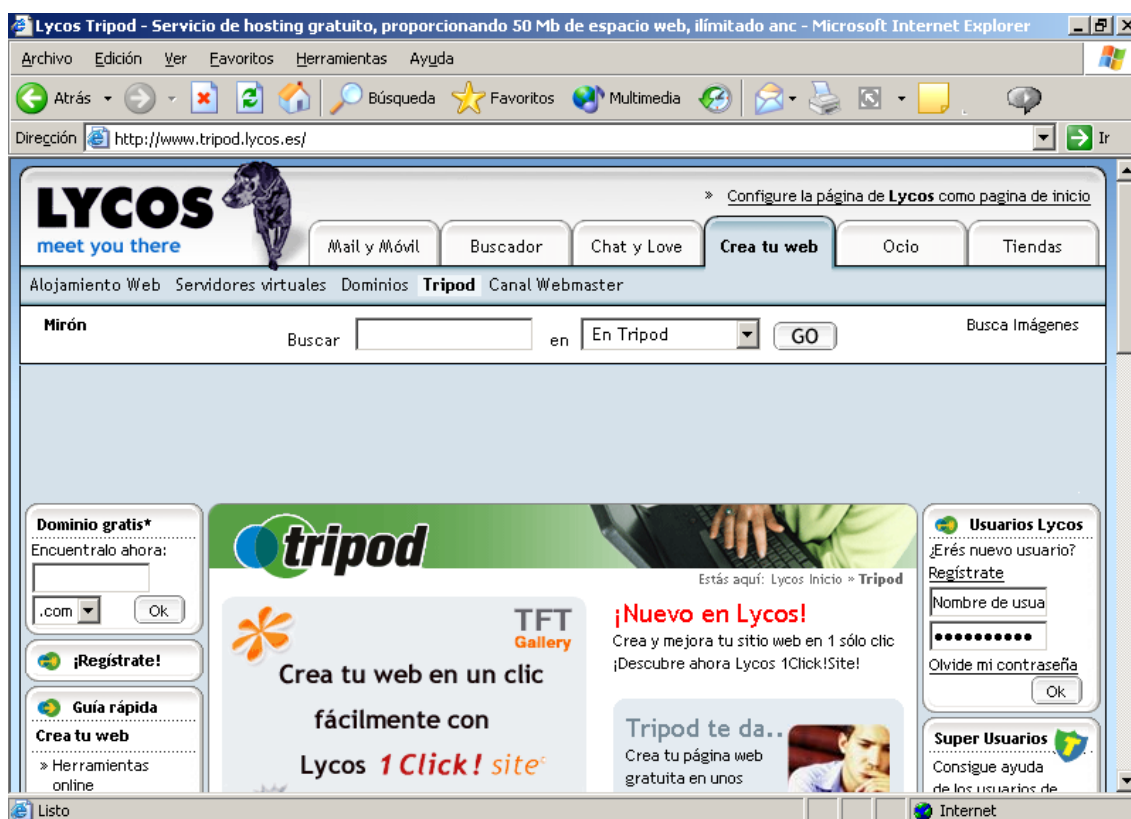 Lycos Tripod - Servicio de hosting gratuito, proporcionando 50 Mb de espacio web, ilímitado anc - Microsoft Internet Explorer
Archivo Edición Ver Favoritos Herramientas Ayuda
Atrás Búsqueda Favoritos Multimedia
Dirección http://www.tripod.lycos.es/ Ir
LYCOS
meet you there
» Configure la página de Lycos como pagina de inicio
Mail y Móvil Buscador Chat y Love Crea tu web Ocio Tiendas
Alojamiento Web Servidores virtuales Dominios Tripod Canal Webmaster
Mirón Buscar en En Tripod GO Busca Imágenes
Dominio gratis*
Encuentralo ahora:
.com Ok
¡Regístrate!
Guía rápida
Crea tu web
» Herramientas
online
tripod
Estás aquí: Lycos Inicio » Tripod
TFT
Gallery
Crea tu web en un clic
fácilmente con
Lycos 1 Click! site
¡Nuevo en Lycos!
Crea y mejora tu sitio web en 1 sólo clic
¡Descubre ahora Lycos 1Click!Site!
Tripod te da..
Crea tu página web
gratuita en unos
Usuarios Lycos
¿Erés nuevo usuario?
Regístrate
Nombre de usua
Olvide mi contraseña
Ok
Super Usuarios
Consigue ayuda
de los usuarios de
Listo Internet